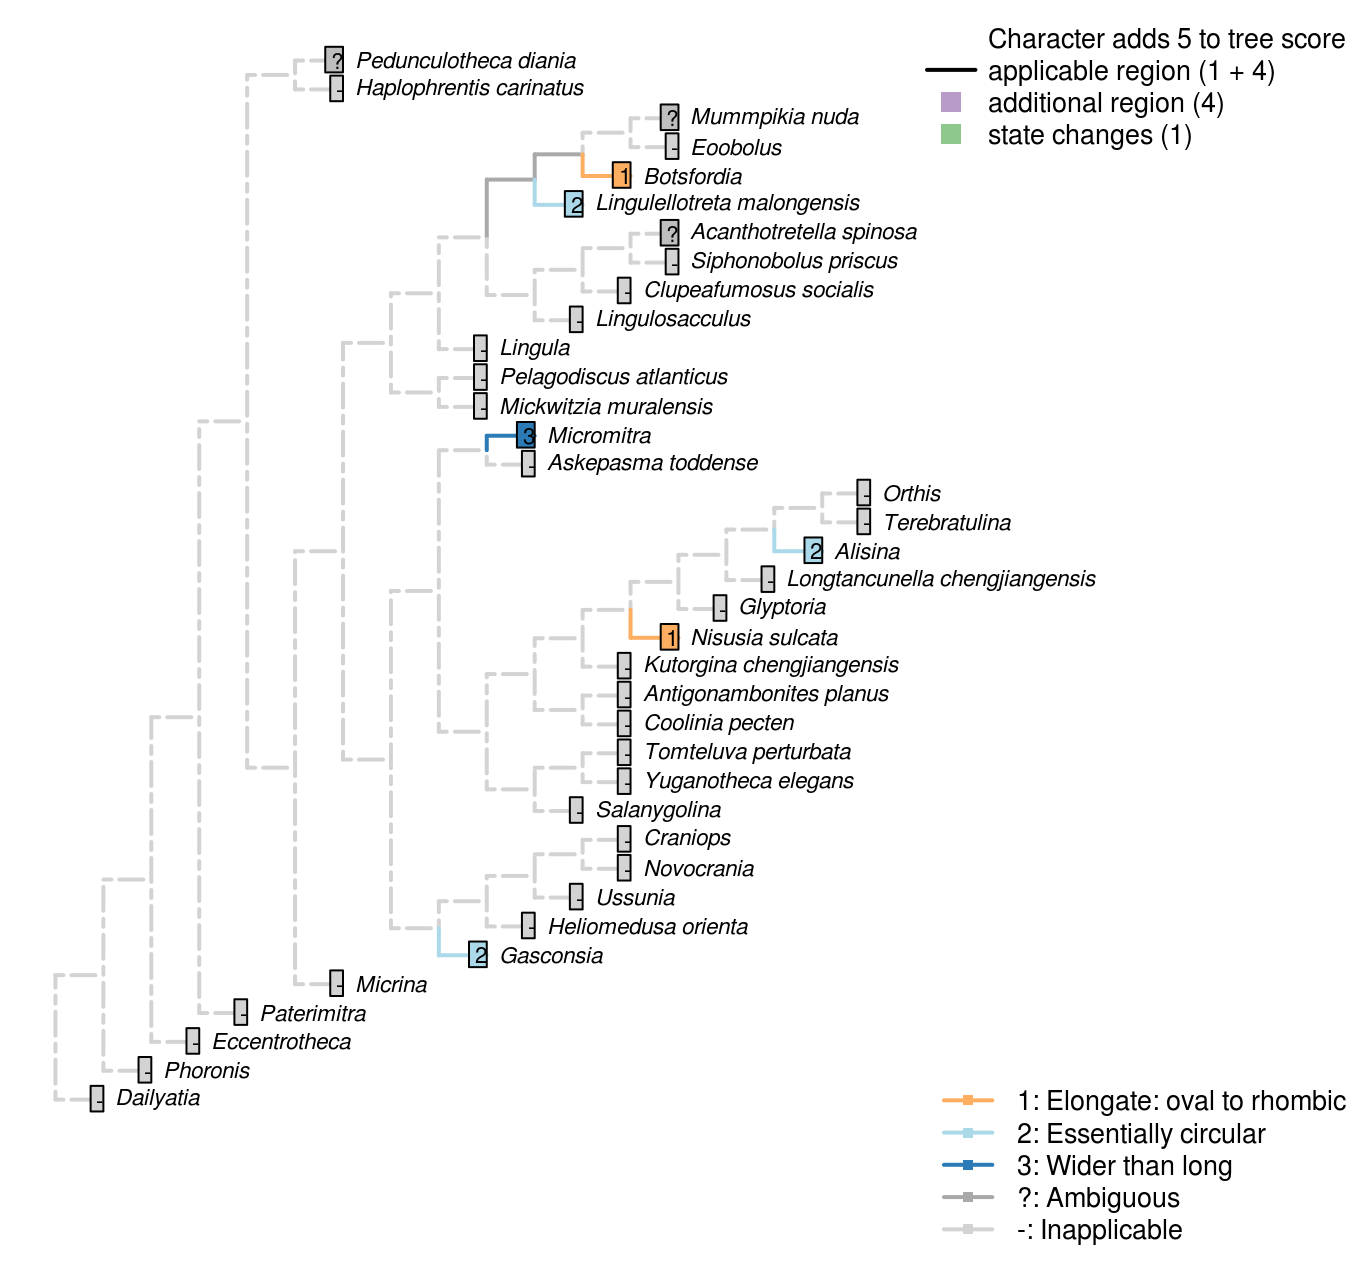 Character adds 5 to tree score
applicable region (1 + 4)
additional region (4)
state changes (1)
? Pedunculotheca diania
- Haplophrentis carinatus
? Mummpikia nuda
- Eoobolus
1 Botsfordia
2 Lingulellotreta malongensis
? Acanthotretella spinosa
- Siphonobolus priscus
- Clupeafumosus socialis
- Lingulosacculus
- Lingula
- Pelagodiscus atlanticus
- Mickwitzia muralensis
3 Micromitra
- Askepasma toddense
- Orthis
- Terebratulina
2 Alisina
- Longtancunella chengjiangensis
- Glyptoria
1 Nisusia sulcata
- Kutorgina chengjiangensis
- Antigonambonites planus
- Coolinia pecten
- Tomteluva perturbata
- Yuganotheca elegans
- Salanygolina
- Craniops
- Novocrania
- Ussunia
- Heliomedusa orienta
2 Gasconsia
- Micrina
- Paterimitra
- Eccentrotheca
- Phoronis
- Dailyatia
1: Elongate: oval to rhombic
2: Essentially circular
3: Wider than long
?: Ambiguous
-: Inapplicable